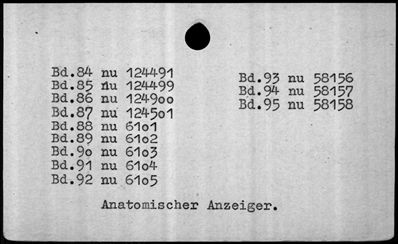 Bd.84 nu 124491
Bd.85 nu 124499
Bd.86 nu 124900
Bd.87 nu 124501
Bd.88 nu 6101
Bd.89 nu 6102
Bd.90 nu 6103
Bd.91 nu 6104
Bd.92 nu 6105
Bd.93 nu 58156
Bd.94 nu 58157
Bd.95 nu 58158
Anatomischer Anzeiger.